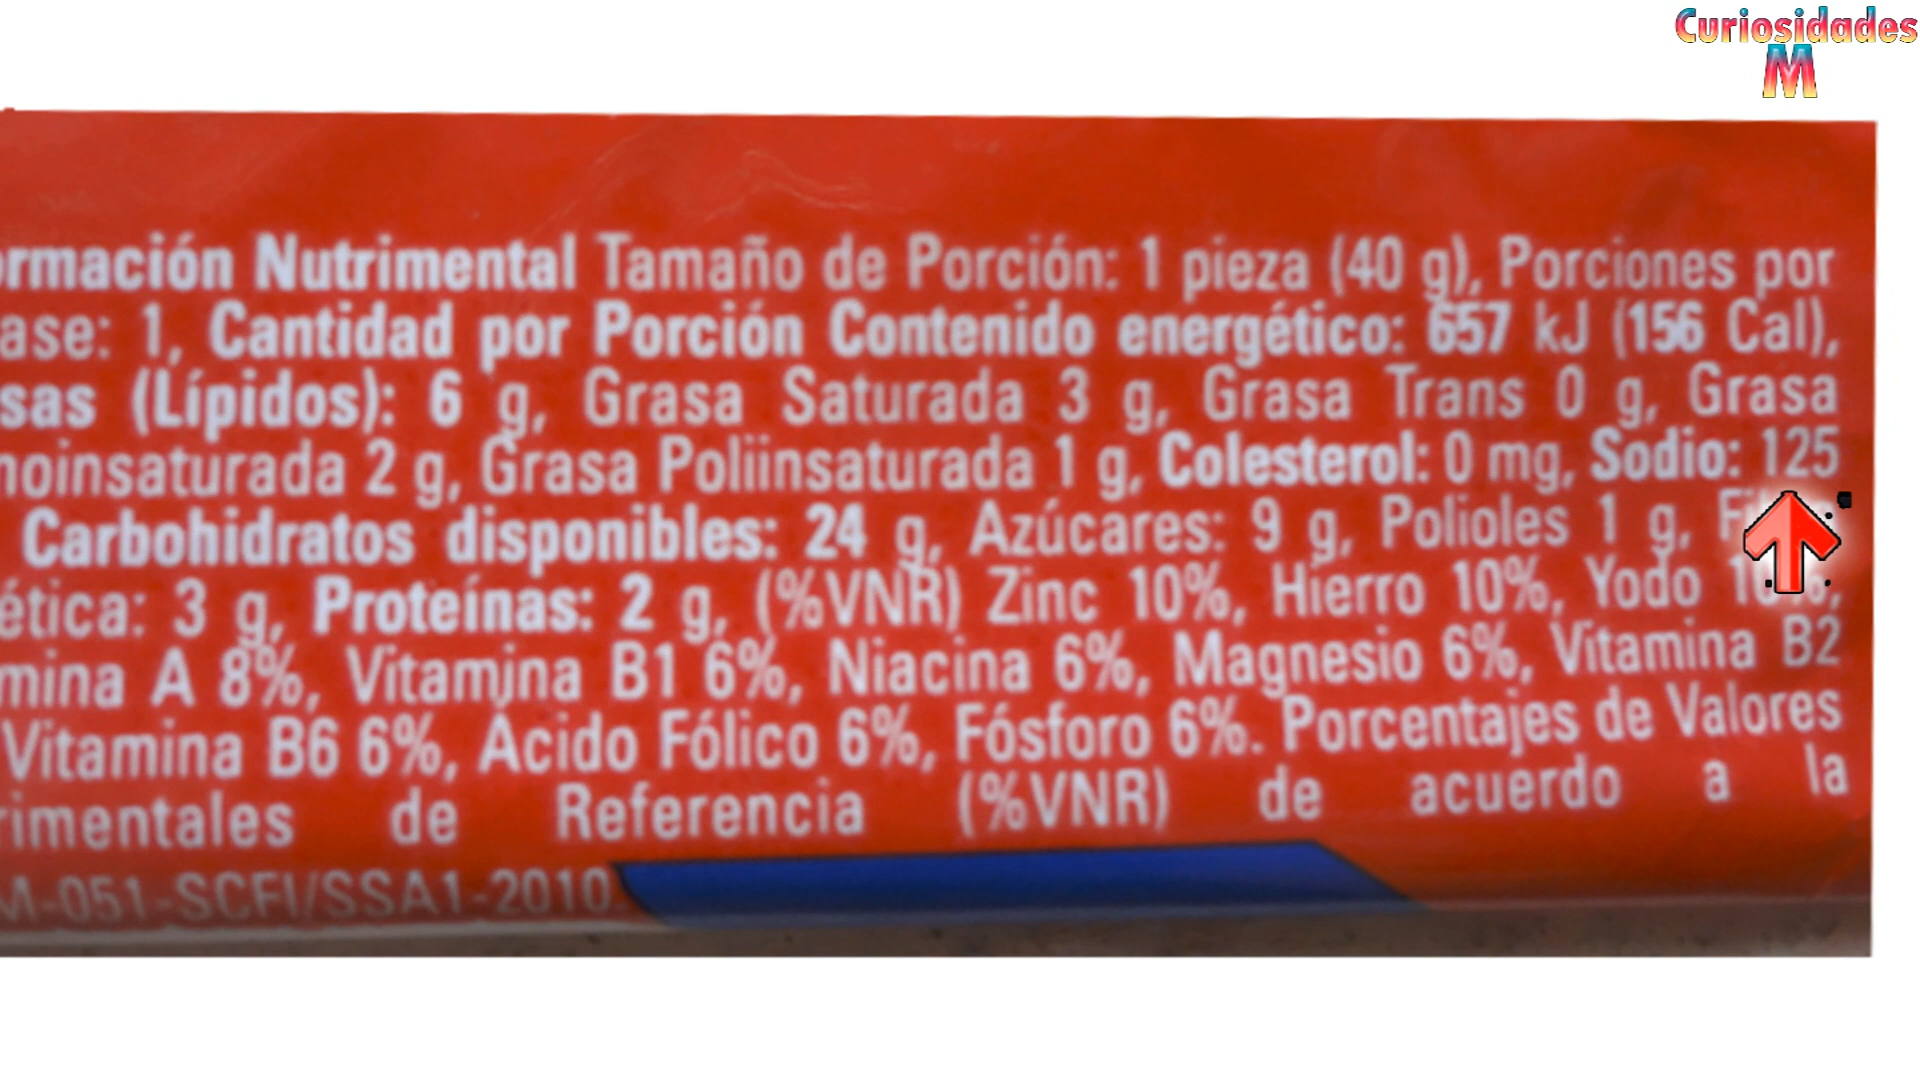 Curiosidades
M
ormación Nutrimental Tamaño de Porción: 1 pieza (40 g), Porciones por
ase: 1, Cantidad por Porción Contenido energético: 657 kJ (156 Cal),
sas (Lípidos): 6 g, Grasa Saturada 3 g, Grasa Trans 0 g, Grasa
noinsaturada 2 g, Grasa Poliinsaturada 1 g, Colesterol: 0 mg, Sodio: 125
Carbohidratos disponibles: 24 g, Azúcares: 9 g, Polioles 1 g,
ética: 3 g, Proteínas: 2 g, (%VNR) Zinc 10%, Hierro 10%, Yodo
mina A 8%, Vitamina B1 6%, Niacina 6%, Magnesio 6%, Vitamina B2
Vitamina B6 6%, Ácido Fólico 6%, Fósforo 6%. Porcentajes de Valores
rimentales de Referencia (%VNR) de acuerdo a la
M-051-SCFI/SSA1-2010